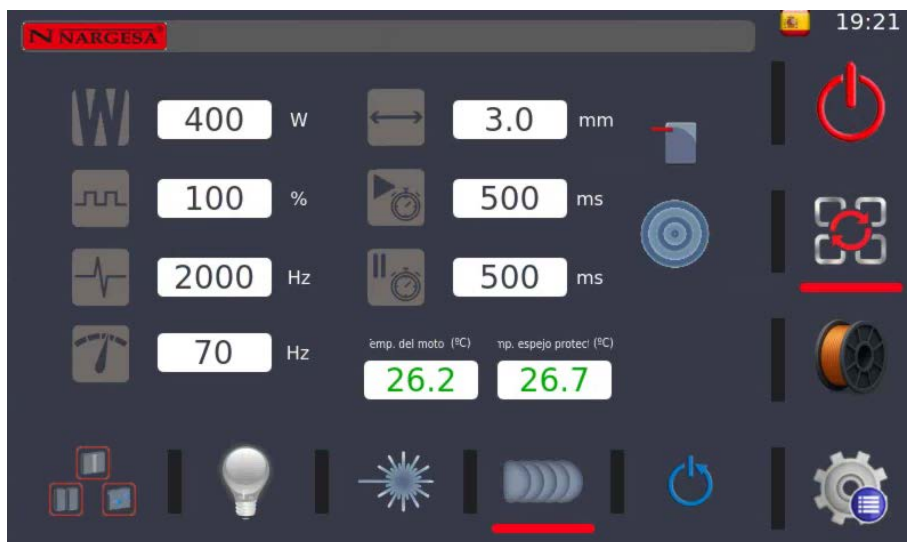 NARGESA
19:21
W 400 W 3.0 mm
100 % 500 ms
2000 Hz 500 ms
70 Hz
emp. del moto (ºC) mp. espejo protec (ºC)
26.2 26.7